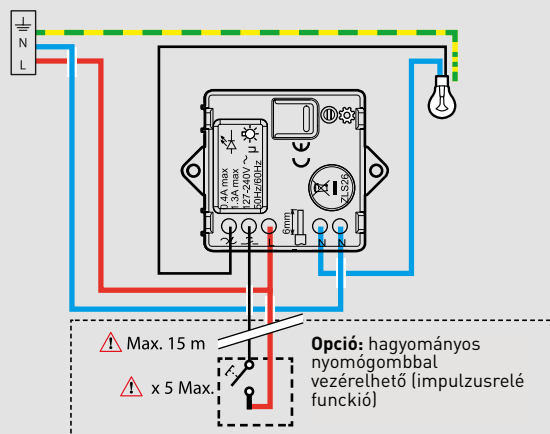 N
L
0.4A max
1.3A max
127-240V~
50Hz/60Hz
µ
CE
ZLS26
6mm
L
N
N
Max. 15 m
x 5 Max.
Opció: hagyományos
nyomógombbal
vezérelhető (impulzusrelé
funckió)